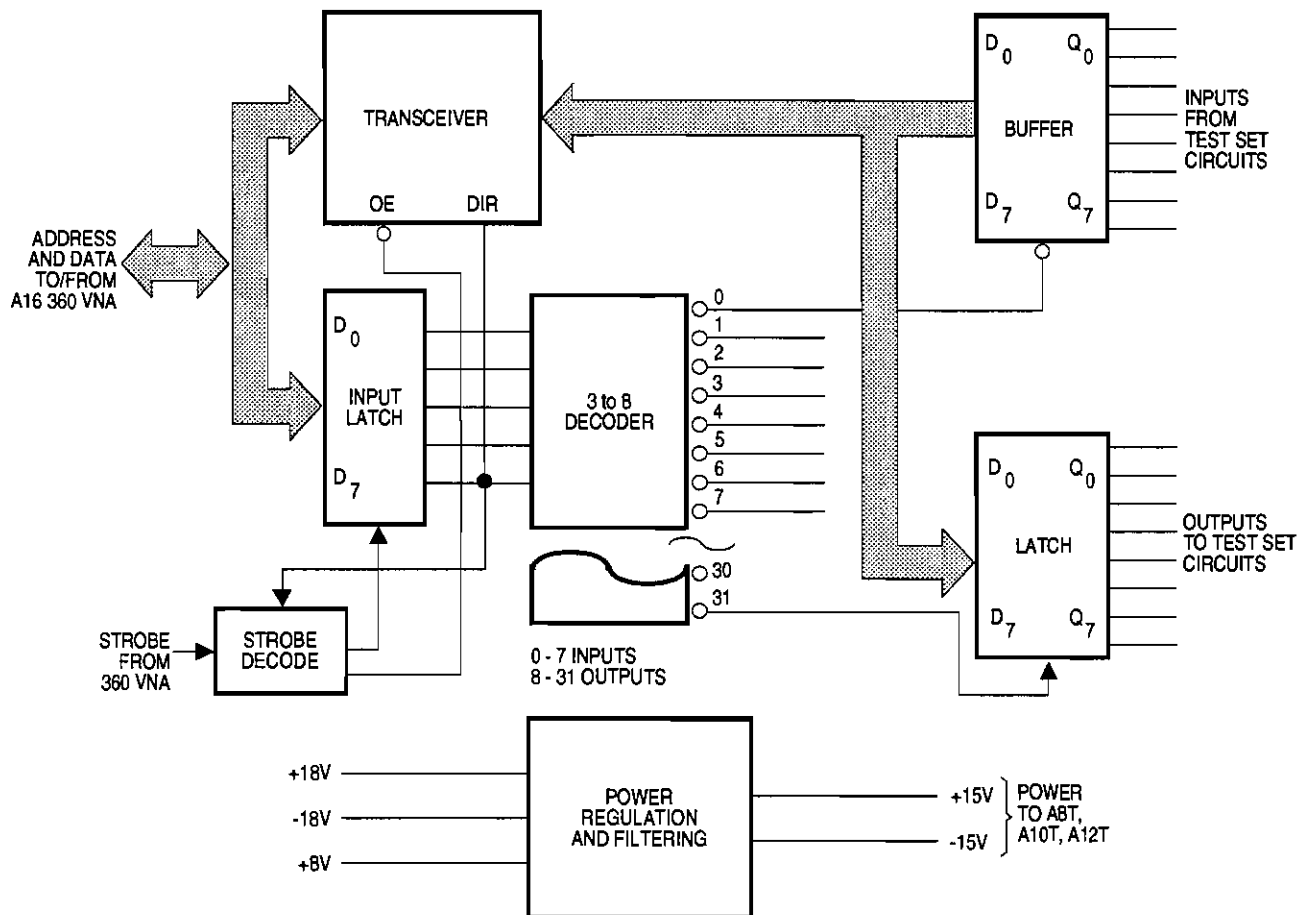 TRANSCEIVER
OE DIR
D0 Q0
BUFFER
D7 Q7
INPUTS
FROM
TEST SET
CIRCUITS
ADDRESS
AND DATA
TO/FROM
A16 360 VNA
D0
INPUT
LATCH
D7
3 to 8
DECODER
0
1
2
3
4
5
6
7
30
31
0 - 7 INPUTS
8 - 31 OUTPUTS
D0 Q0
LATCH
D7 Q7
OUTPUTS
TO TEST SET
CIRCUITS
STROBE
FROM
360 VNA
STROBE
DECODE
+18V
-18V
+8V
POWER
REGULATION
AND FILTERING
+15V
-15V
POWER
TO A8T,
A10T, A12T